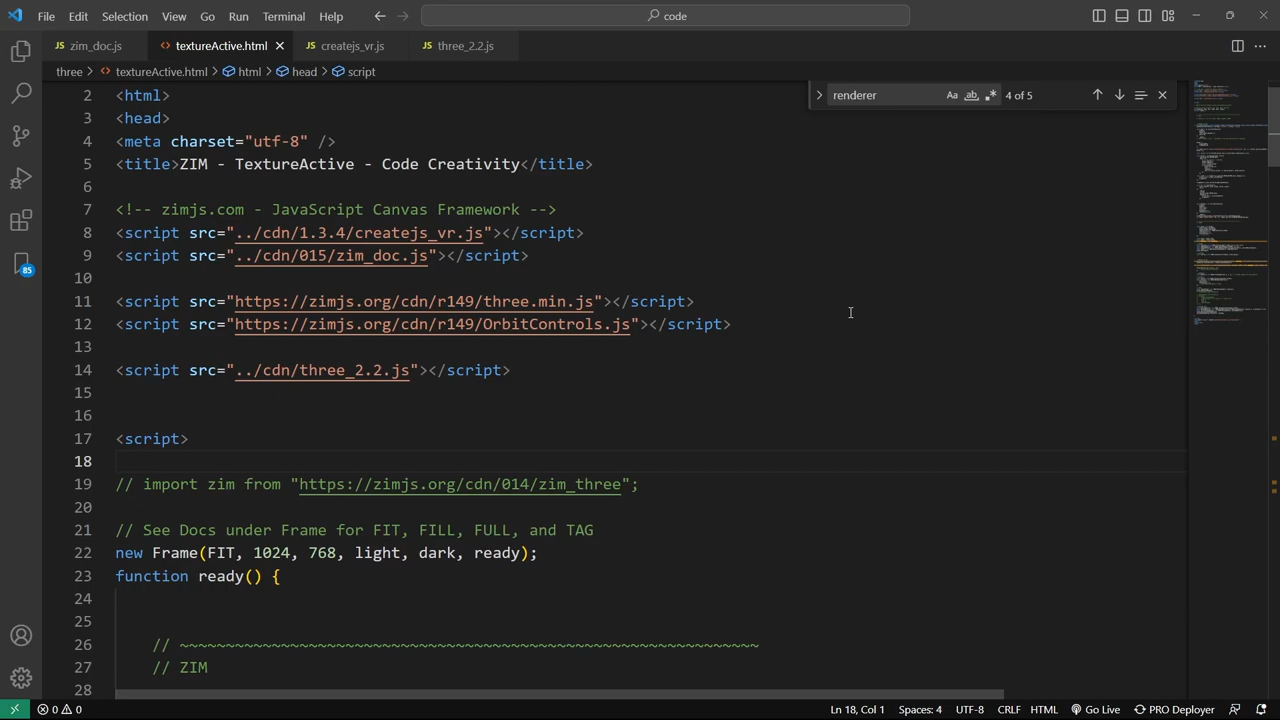 File Edit Selection View Go Run Terminal Help code
zim_doc.js textureActive.html createjs_vr.js three_2.2.js
three > textureActive.html > html > head > script
renderer ab 4 of 5
2 <html>
3 <head>
4 <meta charset="utf-8" />
5 <title>ZIM - TextureActive - Code Creativity</title>
6
7 <!-- zimjs.com - JavaScript Canvas Framework -->
8 <script src="../cdn/1.3.4/createjs_vr.js"></script>
9 <script src="../cdn/015/zim_doc.js"></script>
10
11 <script src="https://zimjs.org/cdn/r149/three.min.js"></script>
12 <script src="https://zimjs.org/cdn/r149/OrbitControls.js"></script>
13
14 <script src="../cdn/three_2.2.js"></script>
15
16
17 <script>
18
19 // import zim from "https://zimjs.org/cdn/014/zim_three";
20
21 // See Docs under Frame for FIT, FILL, FULL, and TAG
22 new Frame(FIT, 1024, 768, light, dark, ready);
23 function ready() {
24
25
26 // ~~~~~~~~~~~~~~~~~~~~~~~~~~~~~~~~~~~~~~~~~~~~~~~~~~~~~~~~~~~~~~~
27 // ZIM
28
85
0 0 Ln 18, Col 1 Spaces: 4 UTF-8 CRLF HTML Go Live PRO Deployer